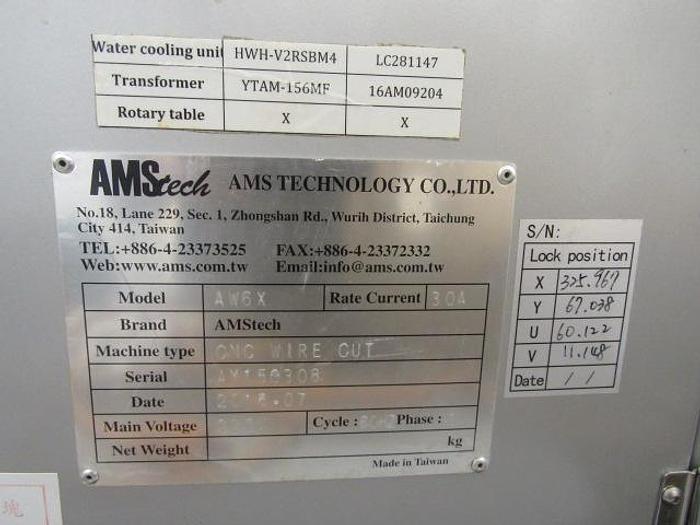 Water cooling unit HWH-V2RSBM4 LC281147
Transformer YTAM-156MF 16AM09204
Rotary table X X
AMStech AMS TECHNOLOGY CO.,LTD.
No.18, Lane 229, Sec. 1, Zhongshan Rd., Wurih District, Taichung
City 414, Taiwan
TEL:+886-4-23373525 FAX:+886-4-23372332
Web:www.ams.com.tw Email:info@ams.com.tw
Model AW6X Rate Current 30A
Brand AMStech
Machine type CNC WIRE CUT
Serial
Date 2016.07
Main Voltage Cycle : Phase :
Net Weight kg
Made in Taiwan
S/N:
Lock position
X 325.967
Y 67.038
U 60.122
V 11.148
Date / /